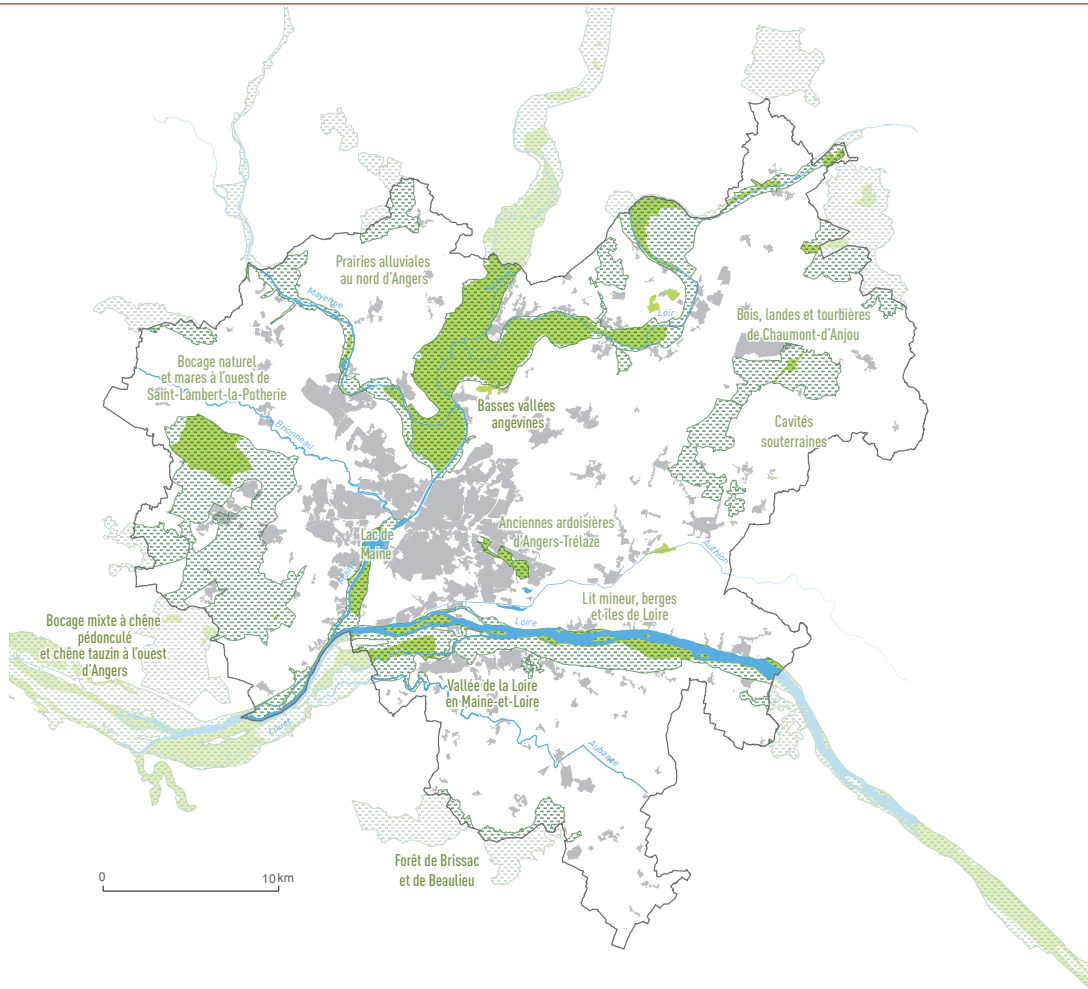 Prairies alluviales
au nord d'Angers
Mayenne
Loir
Bois, landes et tourbières
de Chaumont-d'Anjou
Bocage naturel
et mares à l'ouest de
Saint-Lambert-la-Potherie
Basses vallées
angevines
Cavités
souterraines
Brionneau
Anciennes ardoisières
d'Angers-Trélazé
Lac de
Maine
Authion
Maine
Lit mineur, berges
et îles de Loire
Bocage mixte à chêne
pédonculé
et chêne tauzin à l'ouest
d'Angers
Loire
Vallée de la Loire
en Maine-et-Loire
Louet
Aubance
Forêt de Brissac
et de Beaulieu
0 10 km